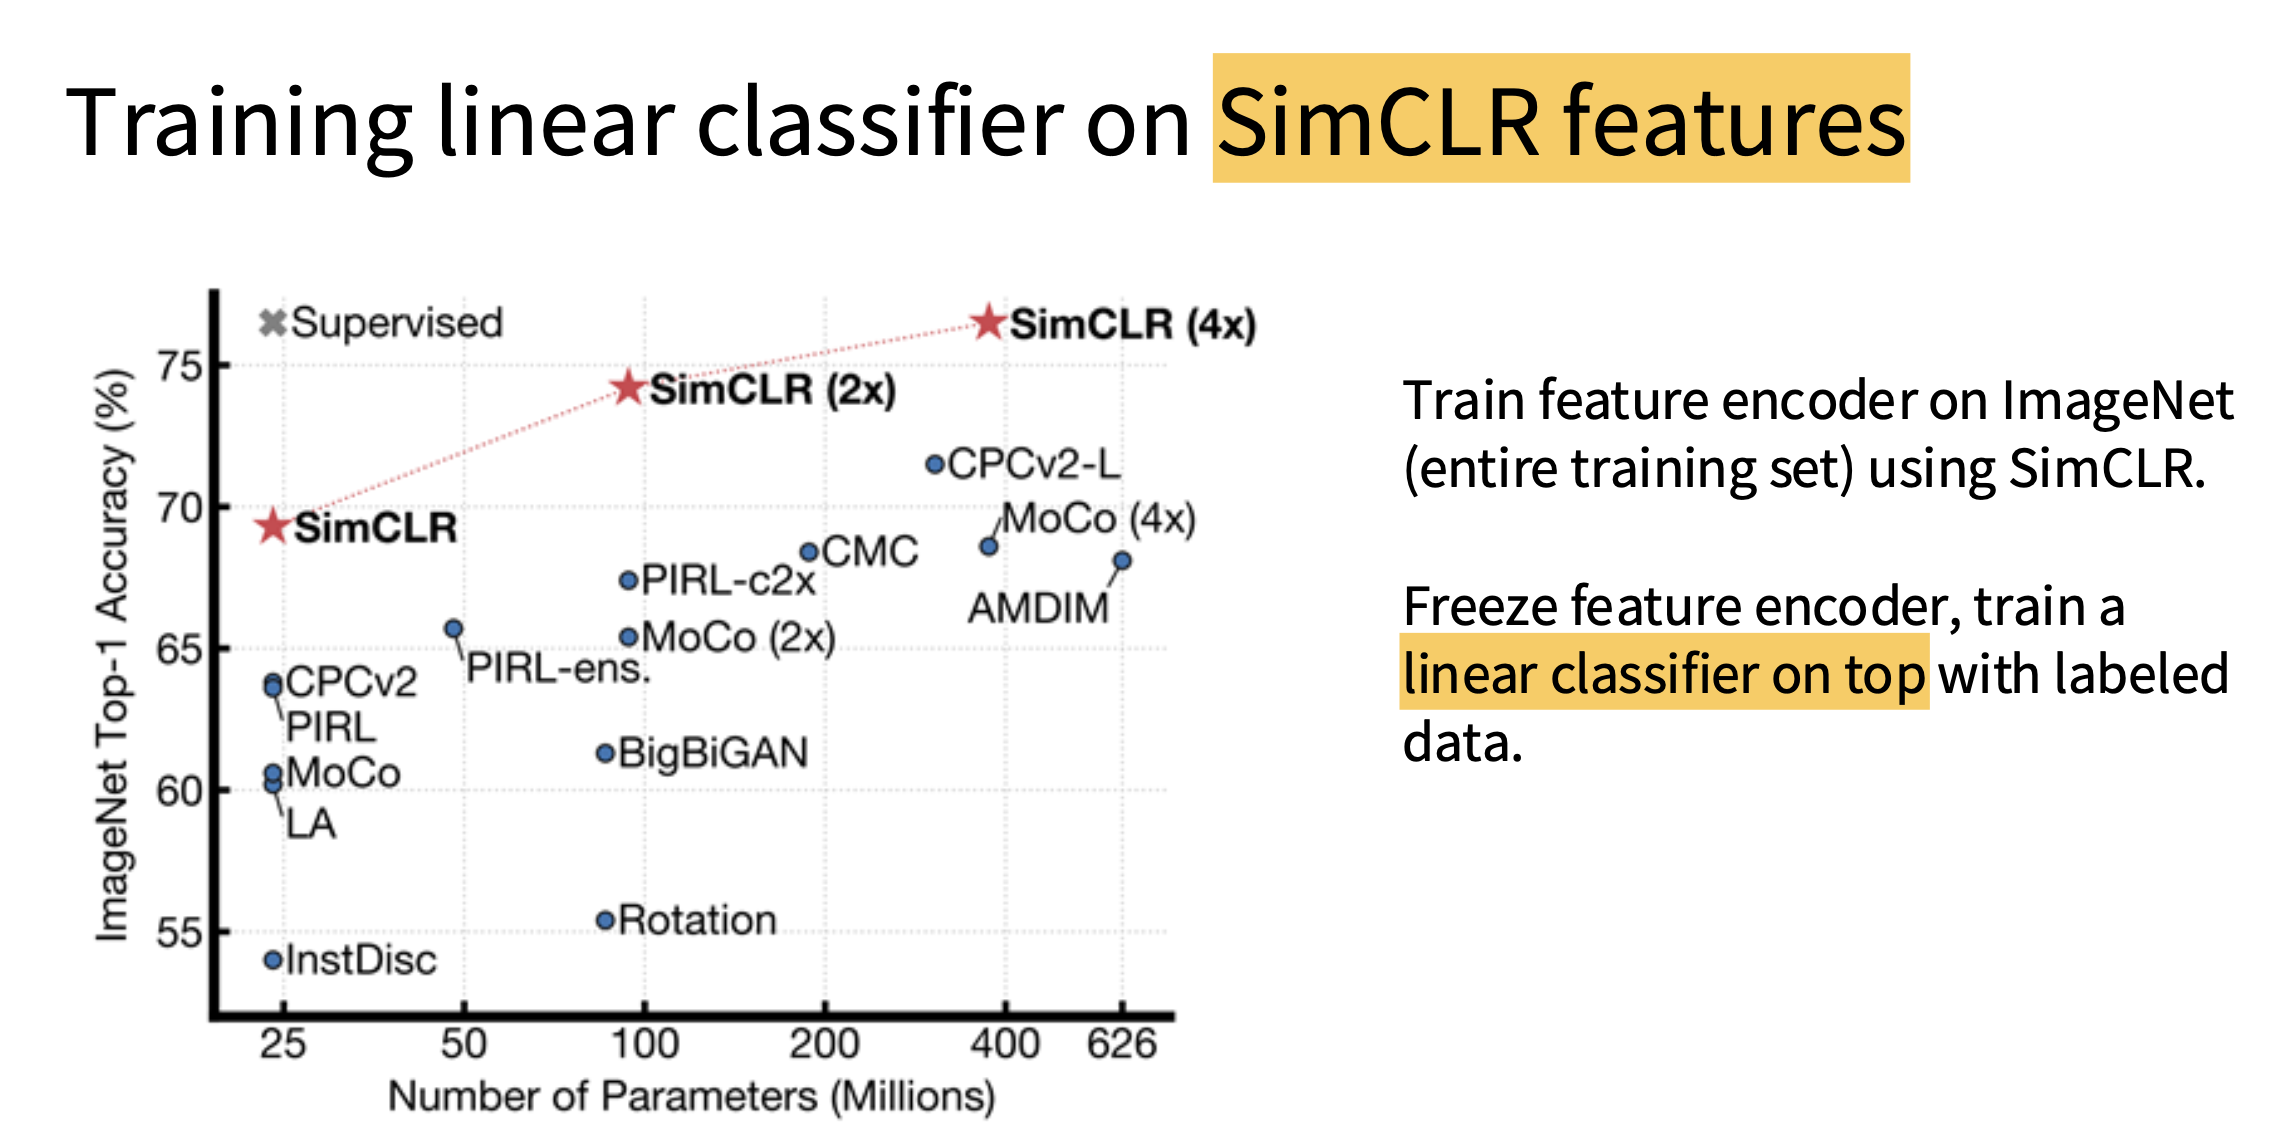 Training linear classifier on SimCLR features
ImageNet Top-1 Accuracy (%)
75
70
65
60
55
Supervised
SimCLR (4x)
SimCLR (2x)
CPCv2-L
MoCo (4x)
SimCLR
CMC
PIRL-c2x
AMDIM
MoCo (2x)
PIRL-ens.
CPCv2
PIRL
BigBiGAN
MoCo
LA
Rotation
InstDisc
25 50 100 200 400 626
Number of Parameters (Millions)
Train feature encoder on ImageNet
(entire training set) using SimCLR.
Freeze feature encoder, train a
linear classifier on top with labeled
data.